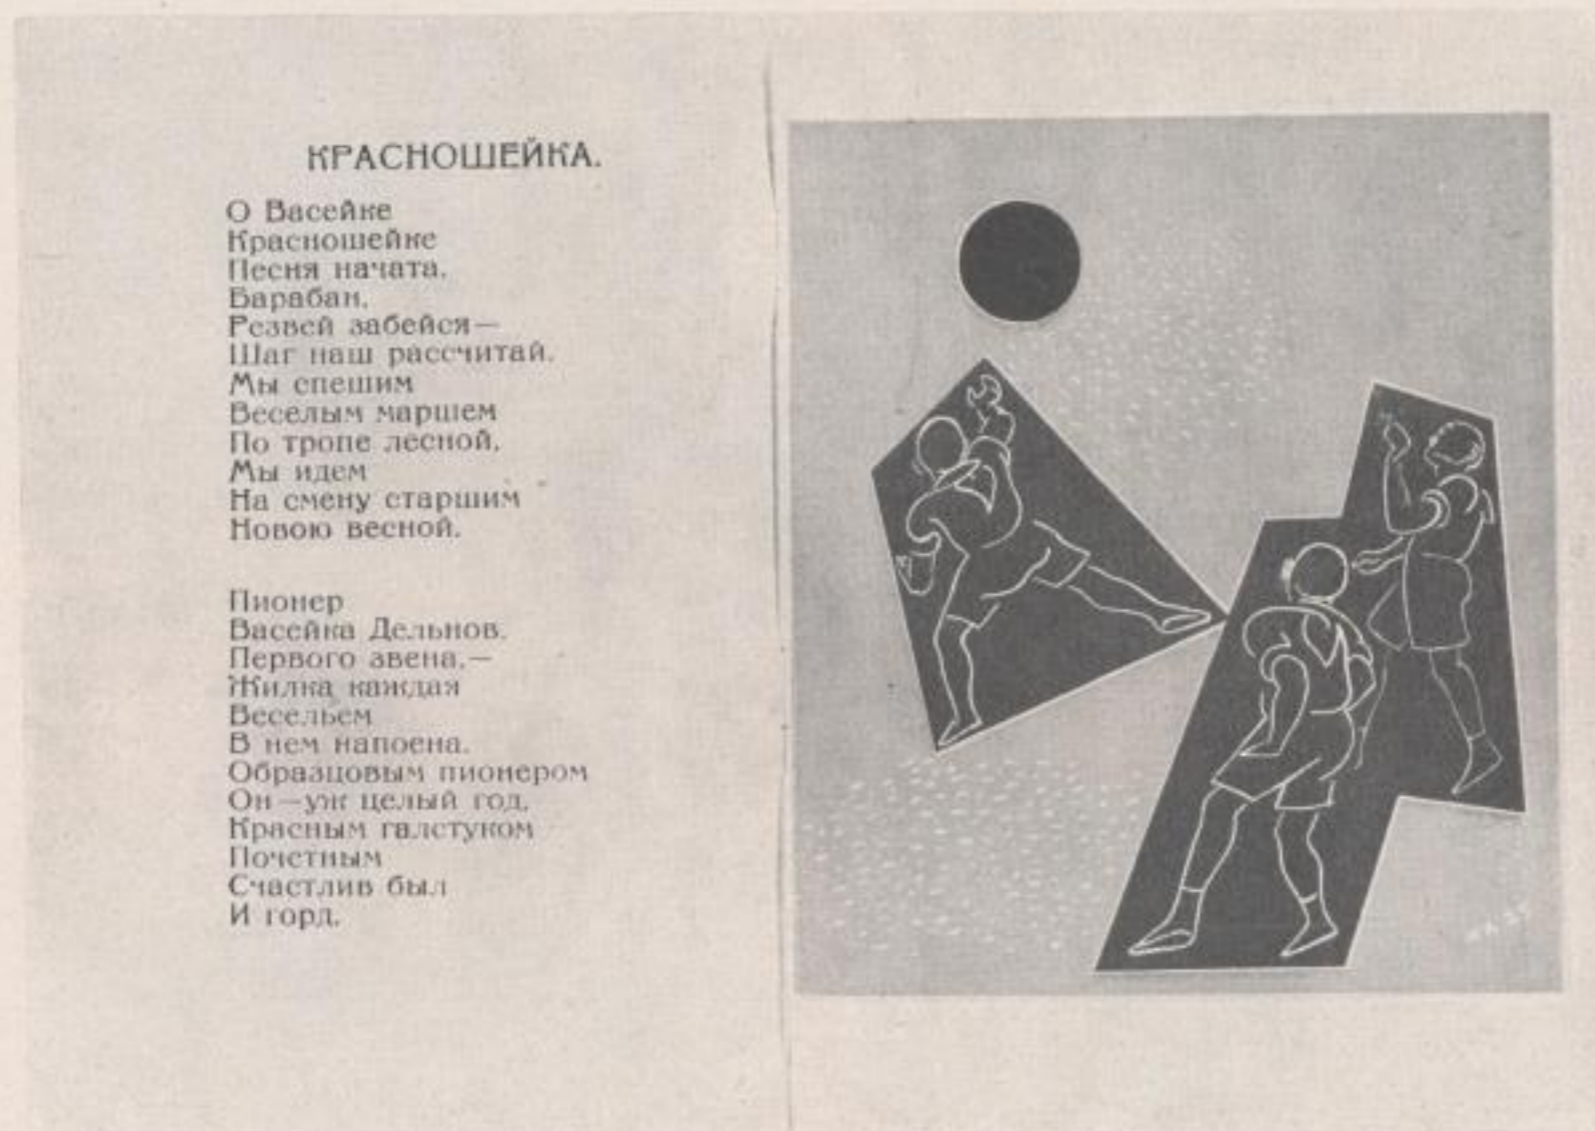 КРАСНОШЕЙКА.
О Васейке
Красношейке
Песня начата.
Барабан,
Резвей забейся—
Шаг наш рассчитай.
Мы спешим
Веселым маршем
По тропе лесной,
Мы идем
На смену старшим
Новою весной.
Пионер
Васейка Дельнов,
Первого звена,—
Жилка каждая
Весельем
В нем напоена.
Образцовым пионером
Он—уж целый год,
Красным галстуком
Почетным
Счастлив был
И горд.